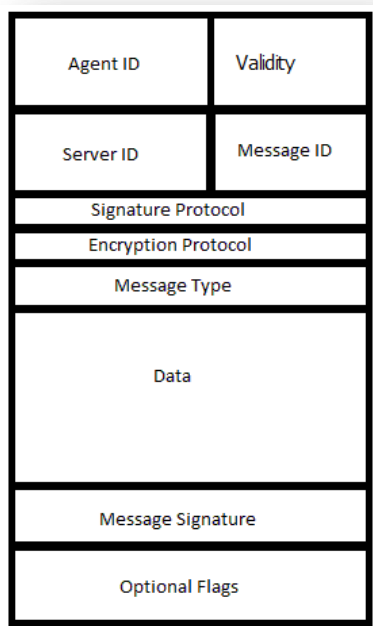 Agent ID
Validity
Server ID
Message ID
Signature Protocol
Encryption Protocol
Message Type
Data
Message Signature
Optional Flags